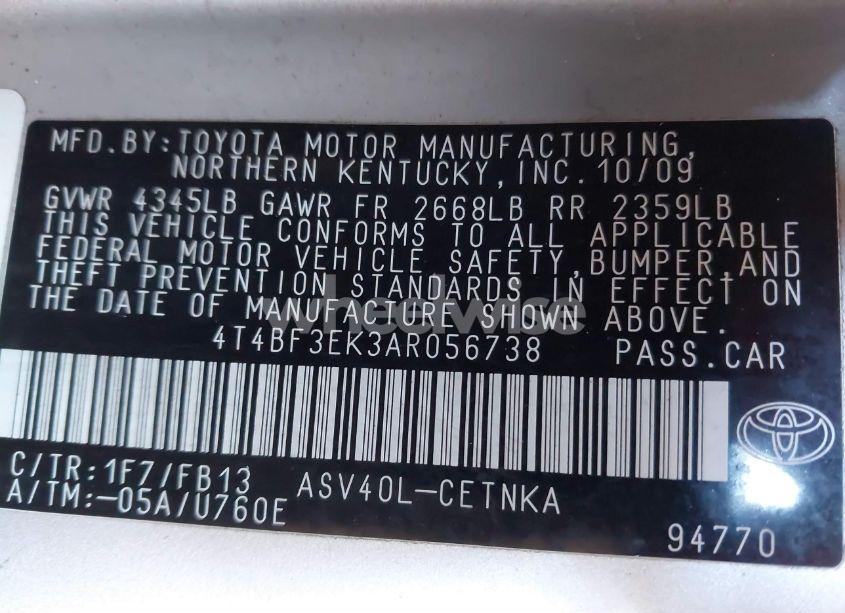 MFD.BY:TOYOTA MOTOR MANUFACTURING,
NORTHERN KENTUCKY,INC.10/09
GVWR 4345LB GAWR FR 2668LB RR 2359LB
THIS VEHICLE CONFORMS TO ALL APPLICABLE
FEDERAL MOTOR VEHICLE SAFETY,BUMPER,AND
THEFT PREVENTION STANDARDS IN EFFECT ON
THE DATE OF MANUFACTURE SHOWN ABOVE.
wheelwise
4T4BF3EK3AR056738 PASS.CAR
C/TR:1F7/FB13 ASV40L-CETNKA
A/TM:-05A/U760E
94770